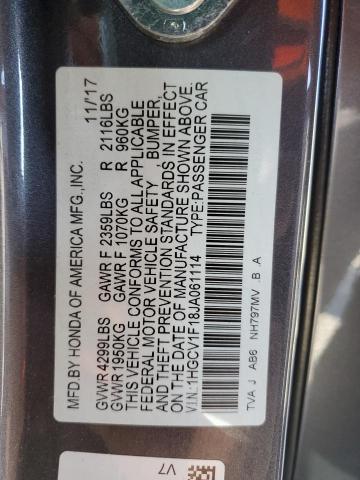 MFD. BY HONDA OF AMERICA MFG.,INC. 11/17
GVWR 4299LBS GAWR F 2359LBS R 2116LBS
GVWR 1950KG GAWR F 1070KG R 960KG
THIS VEHICLE CONFORMS TO ALL APPLICABLE
FEDERAL MOTOR VEHICLE SAFETY, BUMPER,
AND THEFT PREVENTION STANDARDS IN EFFECT
ON THE DATE OF MANUFACTURE SHOWN ABOVE.
V.I.N.:1HGCV1F18JA061114 TYPE:PASSENGER CAR
TVA J AB6 NH797MV .B .A
V7